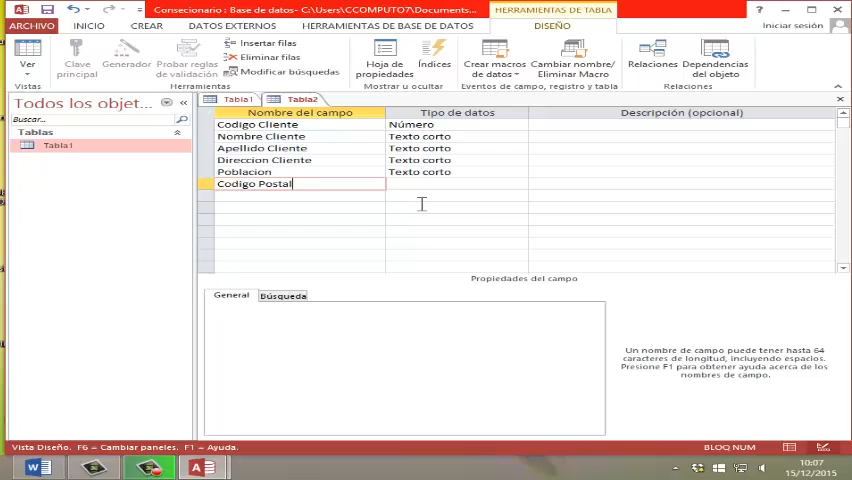 Consecionario : Base de datos- C:\Users\CCOMPUTO7\Documents...
HERRAMIENTAS DE TABLA
ARCHIVO
INICIO
CREAR
DATOS EXTERNOS
HERRAMIENTAS DE BASE DE DATOS
DISEÑO
Iniciar sesión
Ver
Clave principal
Generador
Probar reglas de validación
Insertar filas
Eliminar filas
Modificar búsquedas
Hoja de propiedades
Índices
Crear macros de datos
Cambiar nombre/ Eliminar Macro
Relaciones
Dependencias del objeto
Vistas
Herramientas
Mostrar u ocultar
Eventos de campo, registro y tabla
Relaciones
Todos los objet...
Buscar...
Tablas
Tabla1
Tabla1
Tabla2
Nombre del campo
Tipo de datos
Descripción (opcional)
Codigo Cliente
Número
Nombre Cliente
Texto corto
Apellido Cliente
Texto corto
Direccion Cliente
Texto corto
Poblacion
Texto corto
Codigo Postal
Propiedades del campo
General
Búsqueda
Un nombre de campo puede tener hasta 64
caracteres de longitud, incluyendo espacios.
Presione F1 para obtener ayuda acerca de los
nombres de campo.
Vista Diseño. F6 = Cambiar paneles. F1 = Ayuda.
BLOQ NUM
10:07
15/12/2015